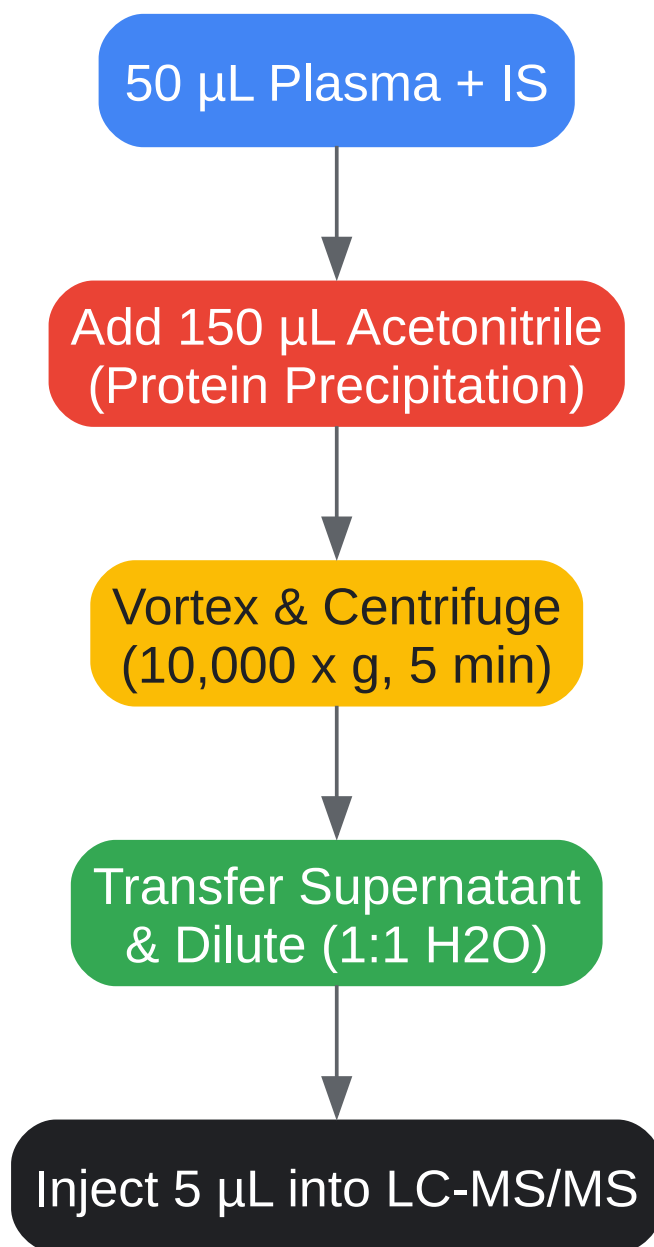 50 µL Plasma + IS
Add 150 µL Acetonitrile
(Protein Precipitation)
Vortex & Centrifuge
(10,000 x g, 5 min)
Transfer Supernatant
& Dilute (1:1 H2O)
Inject 5 µL into LC-MS/MS